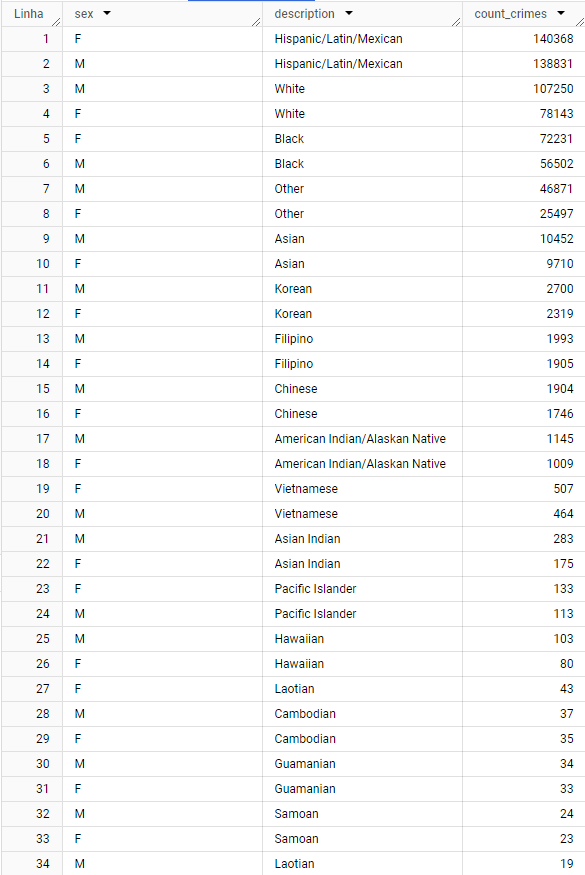 Linha sex description count_crimes
1 F Hispanic/Latin/Mexican 140368
2 M Hispanic/Latin/Mexican 138831
3 M White 107250
4 F White 78143
5 F Black 72231
6 M Black 56502
7 M Other 46871
8 F Other 25497
9 M Asian 10452
10 F Asian 9710
11 M Korean 2700
12 F Korean 2319
13 M Filipino 1993
14 F Filipino 1905
15 M Chinese 1904
16 F Chinese 1746
17 M American Indian/Alaskan Native 1145
18 F American Indian/Alaskan Native 1009
19 F Vietnamese 507
20 M Vietnamese 464
21 M Asian Indian 283
22 F Asian Indian 175
23 F Pacific Islander 133
24 M Pacific Islander 113
25 M Hawaiian 103
26 F Hawaiian 80
27 F Laotian 43
28 M Cambodian 37
29 F Cambodian 35
30 M Guamanian 34
31 F Guamanian 33
32 M Samoan 24
33 F Samoan 23
34 M Laotian 19